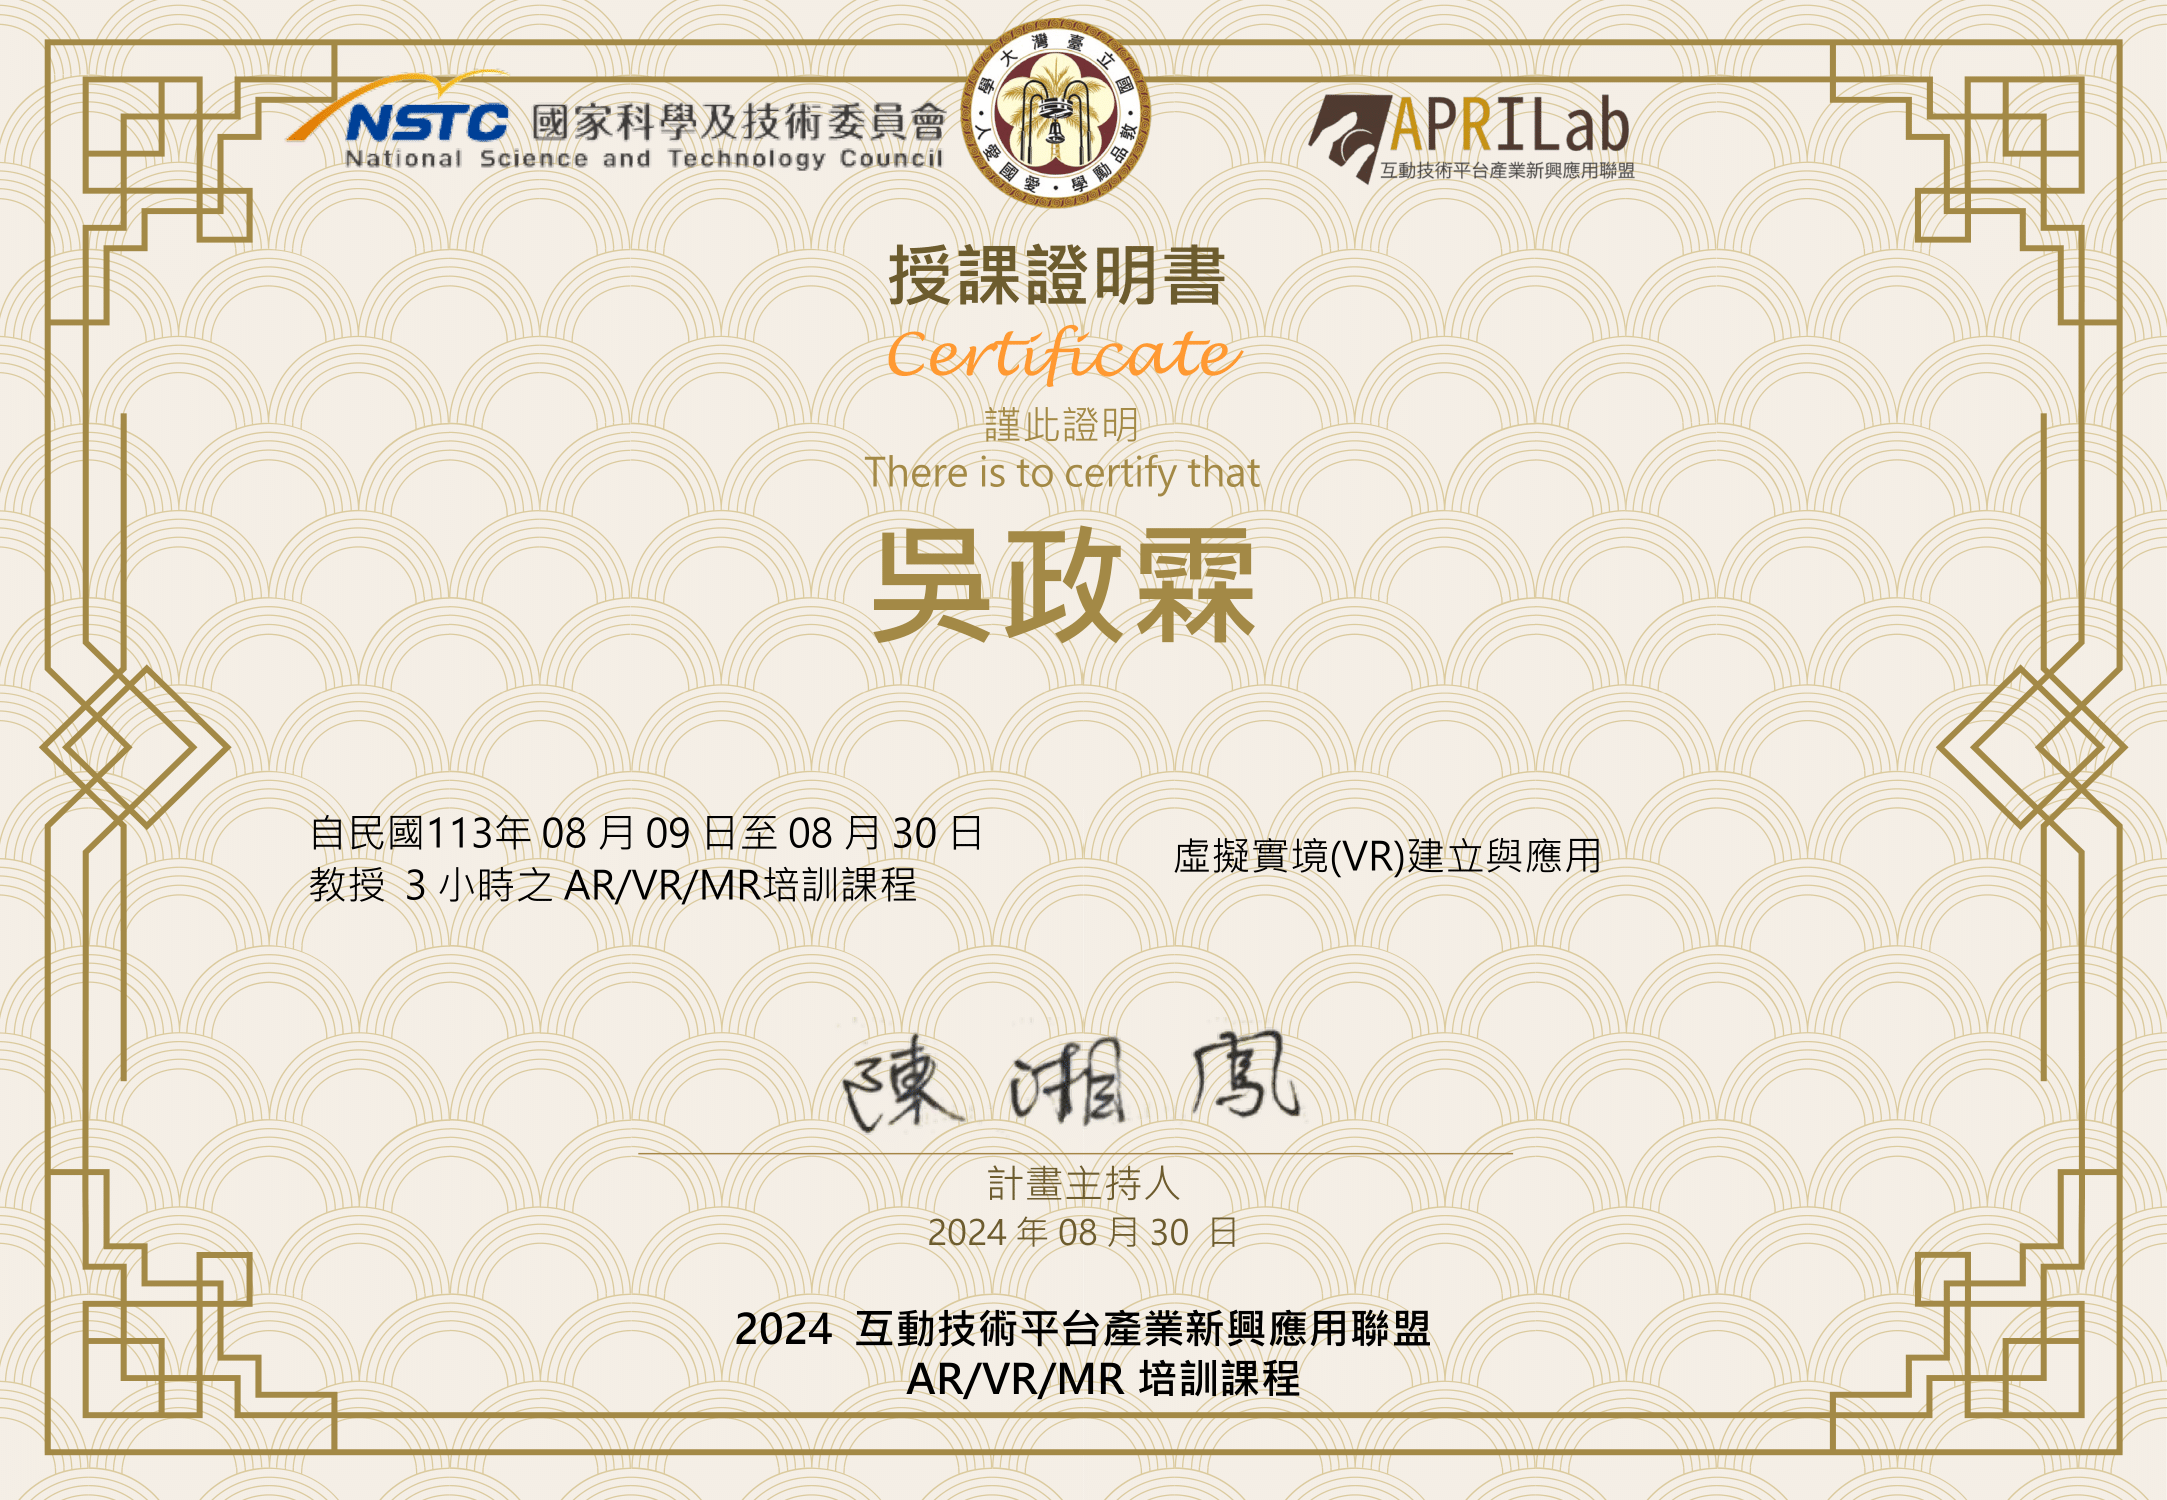 NSTC 國家科學及技術委員會
National Science and Technology Council
國立臺灣大學
敦品勵學·愛國愛人
APRILab
互動技術平台產業新興應用聯盟
授課證明書
Certificate
謹此證明
There is to certify that
吳政霖
自民國113年 08 月 09 日至 08 月 30 日
教授 3 小時之 AR/VR/MR培訓課程
虛擬實境(VR)建立與應用
陳湘鳳
計畫主持人
2024 年 08 月 30 日
2024 互動技術平台產業新興應用聯盟
AR/VR/MR 培訓課程